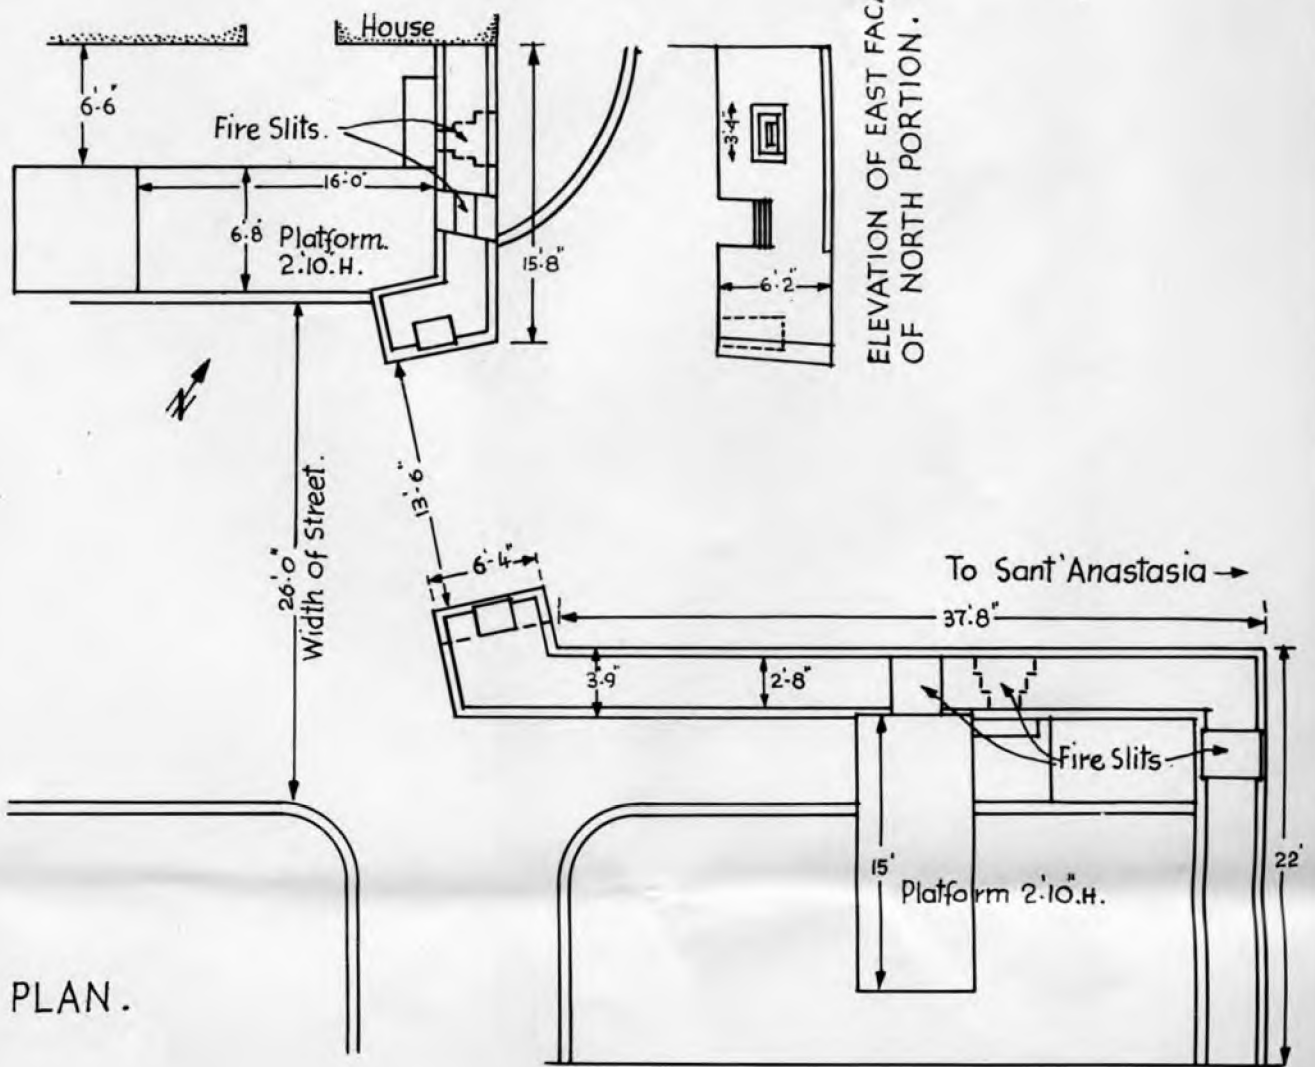 House
6'·6"
Fire Slits.
16·0"
6'·8
Platform.
2'·10".H.
15'·8"
3'·4"
6'·2"
ELEVATION OF EAST FACA
OF NORTH PORTION.
N
13'·6"
26'·0"
Width of Street.
6'·4"
To Sant'Anastasia
37'·8"
3'·9"
2'·8"
Fire Slits
15'
Platform 2'·10".H.
22'
PLAN.